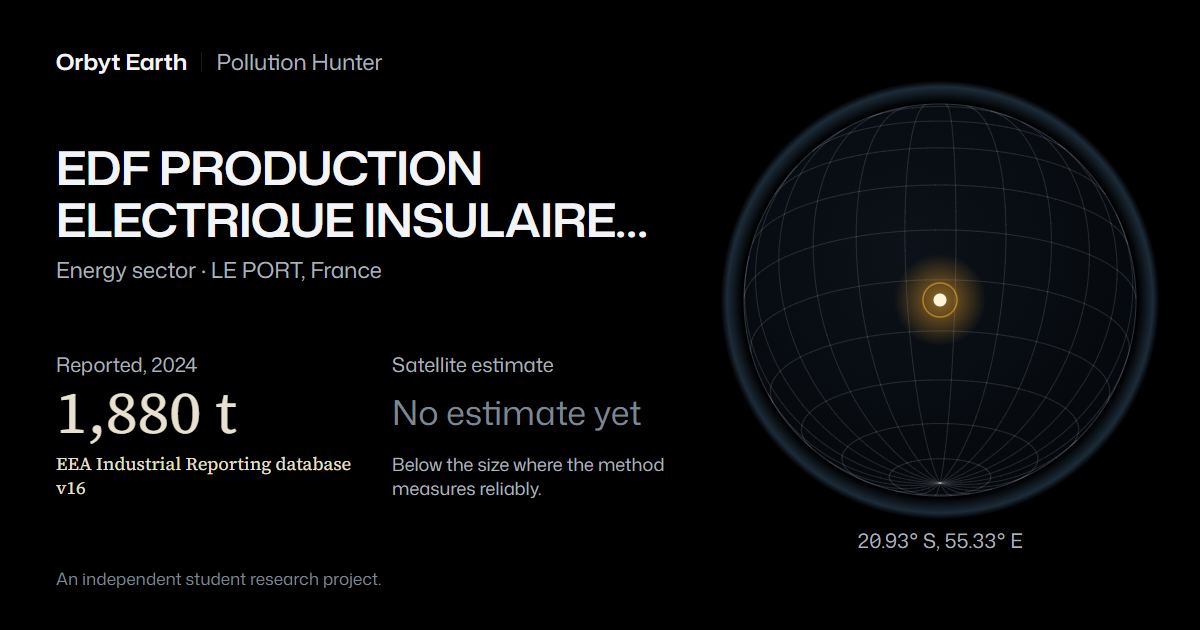 Orbyt Earth | Pollution Hunter
EDF PRODUCTION
ELECTRIQUE INSULAIRE...
Energy sector · LE PORT, France
Reported, 2024
1,880 t
EEA Industrial Reporting database
v16
Satellite estimate
No estimate yet
Below the size where the method
measures reliably.
20.93° S, 55.33° E
An independent student research project.